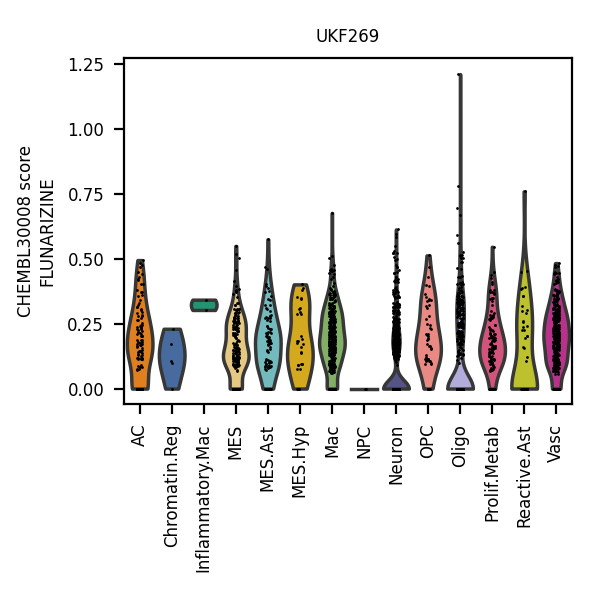 UKF269
CHEMBL30008 score
FLUNARIZINE
1.25
1.00
0.75
0.50
0.25
0.00
AC
Chromatin.Reg
Inflammatory.Mac
MES
MES.Ast
MES.Hyp
Mac
NPC
Neuron
OPC
Oligo
Prolif.Metab
Reactive.Ast
Vasc